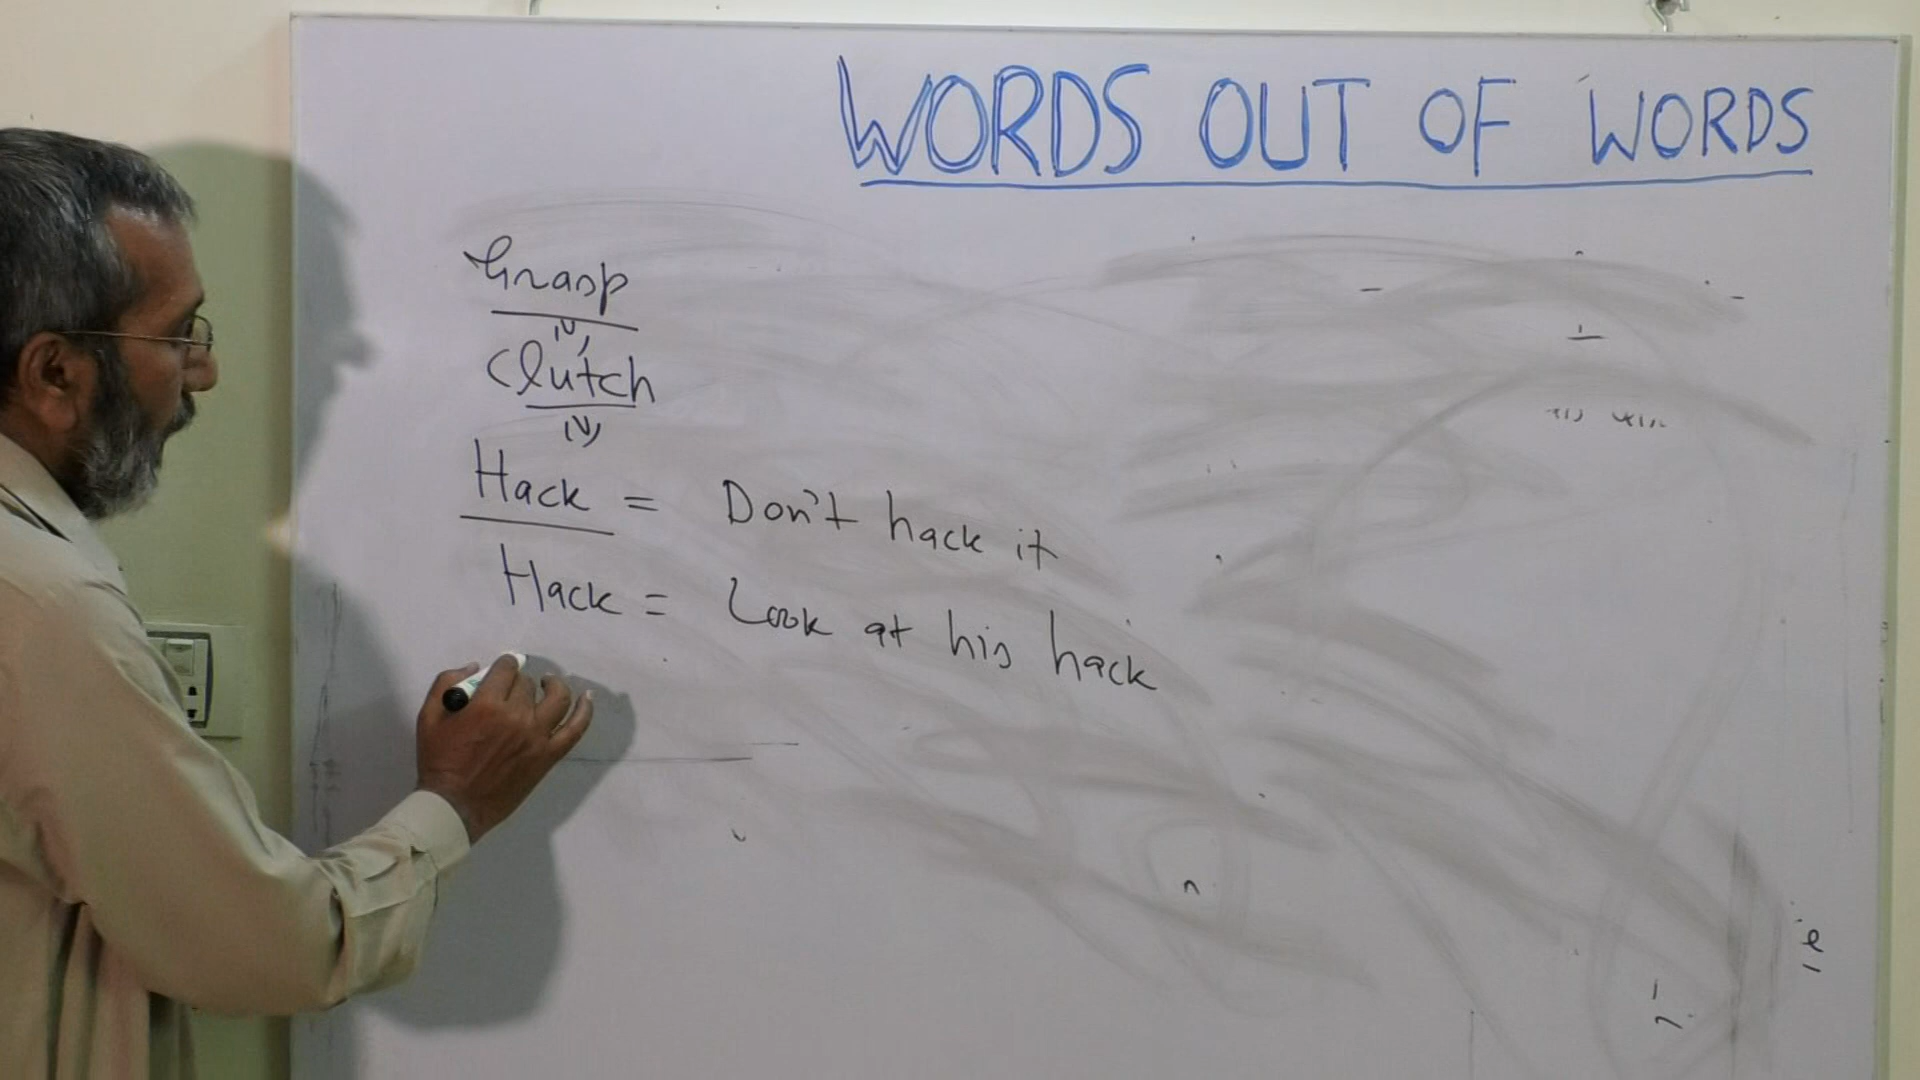 WORDS OUT OF WORDS
Grasp
(V)
Clutch
(V)
Hack = Don't hack it
Hack = Look at his hack